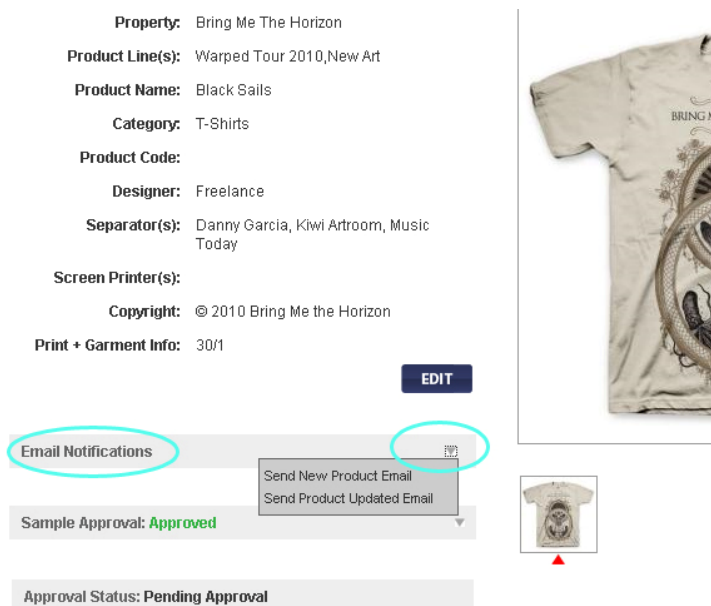 Property: Bring Me The Horizon
Product Line(s): Warped Tour 2010,New Art
Product Name: Black Sails
Category: T-Shirts
Product Code:
Designer: Freelance
Separator(s): Danny Garcia, Kiwi Artroom, Music
Today
Screen Printer(s):
Copyright: © 2010 Bring Me the Horizon
Print + Garment Info: 30/1
EDIT
Email Notifications
Send New Product Email
Send Product Updated Email
Sample Approval: Approved
Approval Status: Pending Approval
BRING